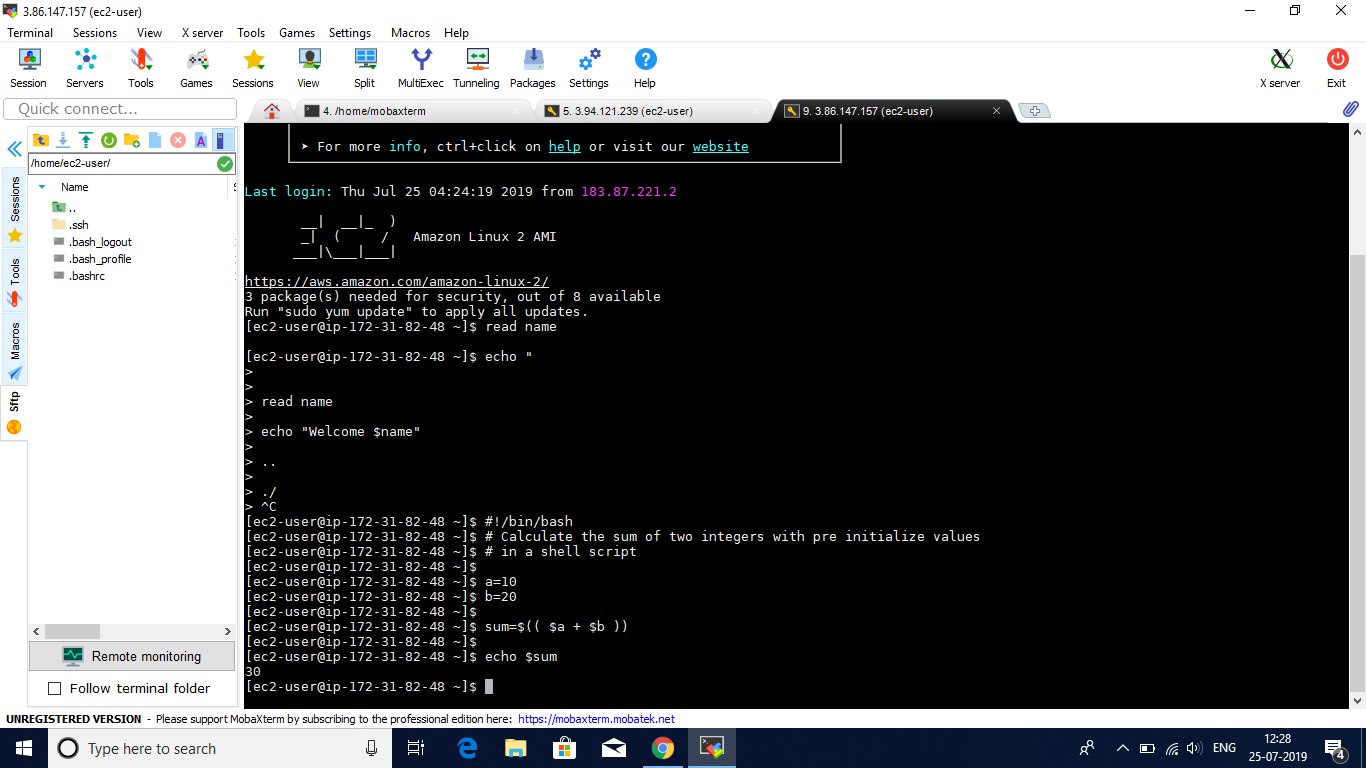 3.86.147.157 (ec2-user)
Terminal Sessions View X server Tools Games Settings Macros Help
Session Servers Tools Games Sessions View Split MultiExec Tunneling Packages Settings Help X server Exit
Quick connect...
4. /home/mobaxterm
5. 3.94.121.239 (ec2-user)
9. 3.86.147.157 (ec2-user)
Sessions
Tools
Macros
Sftp
/home/ec2-user/
Name
..
.ssh
.bash_logout
.bash_profile
.bashrc
Remote monitoring
Follow terminal folder
➤ For more info, ctrl+click on help or visit our website
Last login: Thu Jul 25 04:24:19 2019 from 183.87.221.2
__| __|_ )
_| ( / Amazon Linux 2 AMI
___|\___|___|
https://aws.amazon.com/amazon-linux-2/
3 package(s) needed for security, out of 8 available
Run "sudo yum update" to apply all updates.
[ec2-user@ip-172-31-82-48 ~]$ read name
[ec2-user@ip-172-31-82-48 ~]$ echo "
>
>
> read name
>
> echo "Welcome $name"
>
> ..
>
> ./
> ^C
[ec2-user@ip-172-31-82-48 ~]$ #!/bin/bash
[ec2-user@ip-172-31-82-48 ~]$ # Calculate the sum of two integers with pre initialize values
[ec2-user@ip-172-31-82-48 ~]$ # in a shell script
[ec2-user@ip-172-31-82-48 ~]$
[ec2-user@ip-172-31-82-48 ~]$ a=10
[ec2-user@ip-172-31-82-48 ~]$ b=20
[ec2-user@ip-172-31-82-48 ~]$
[ec2-user@ip-172-31-82-48 ~]$ sum=$(( $a + $b ))
[ec2-user@ip-172-31-82-48 ~]$
[ec2-user@ip-172-31-82-48 ~]$ echo $sum
30
[ec2-user@ip-172-31-82-48 ~]$
UNREGISTERED VERSION - Please support MobaXterm by subscribing to the professional edition here: https://mobaxterm.mobatek.net
Type here to search
ENG
12:28
25-07-2019
4